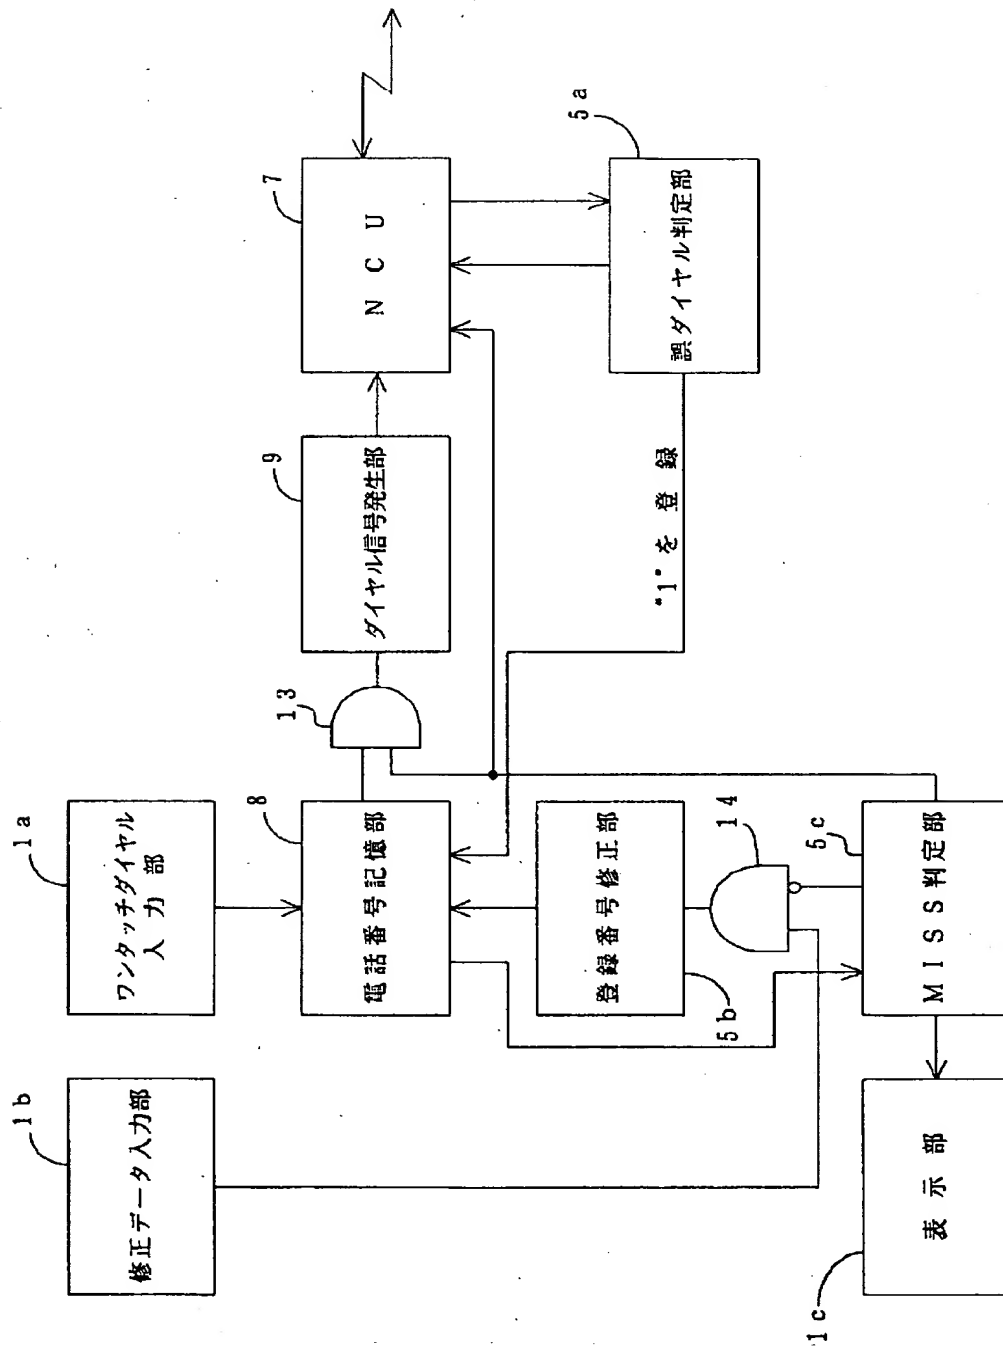 1b
修正データ入力部
1a
ワンタッチダイヤル
入力部
8
電話番号記憶部
13
9
ダイヤル信号発生部
7
NCU
5b
登録番号修正部
14
"1"を登録
5a
誤ダイヤル判定部
1c
表示部
5c
MISS判定部